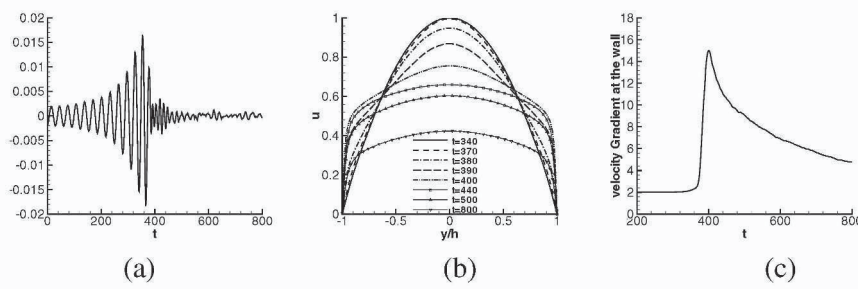 0.02
0.015
0.01
0.005
0
-0.005
-0.01
-0.015
-0.02
0 200 400 600 800
t
(a)
u
1
0.8
0.6
0.4
0.2
0
-1 -0.5 0 0.5 1
y/h
t=340
t=370
t=380
t=390
t=400
t=440
t=500
t=800
(b)
velocity Gradient at the wall
18
16
14
12
10
8
6
4
2
0
200 400 600 800
t
(c)